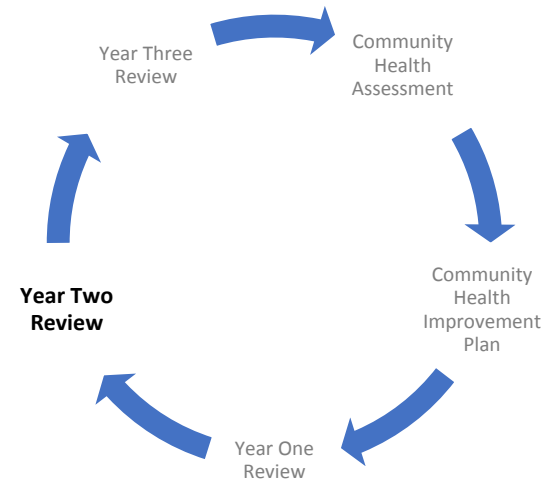 Year Three
Review
Community
Health
Assessment
Community
Health
Improvement
Plan
Year One
Review
Year Two
Review